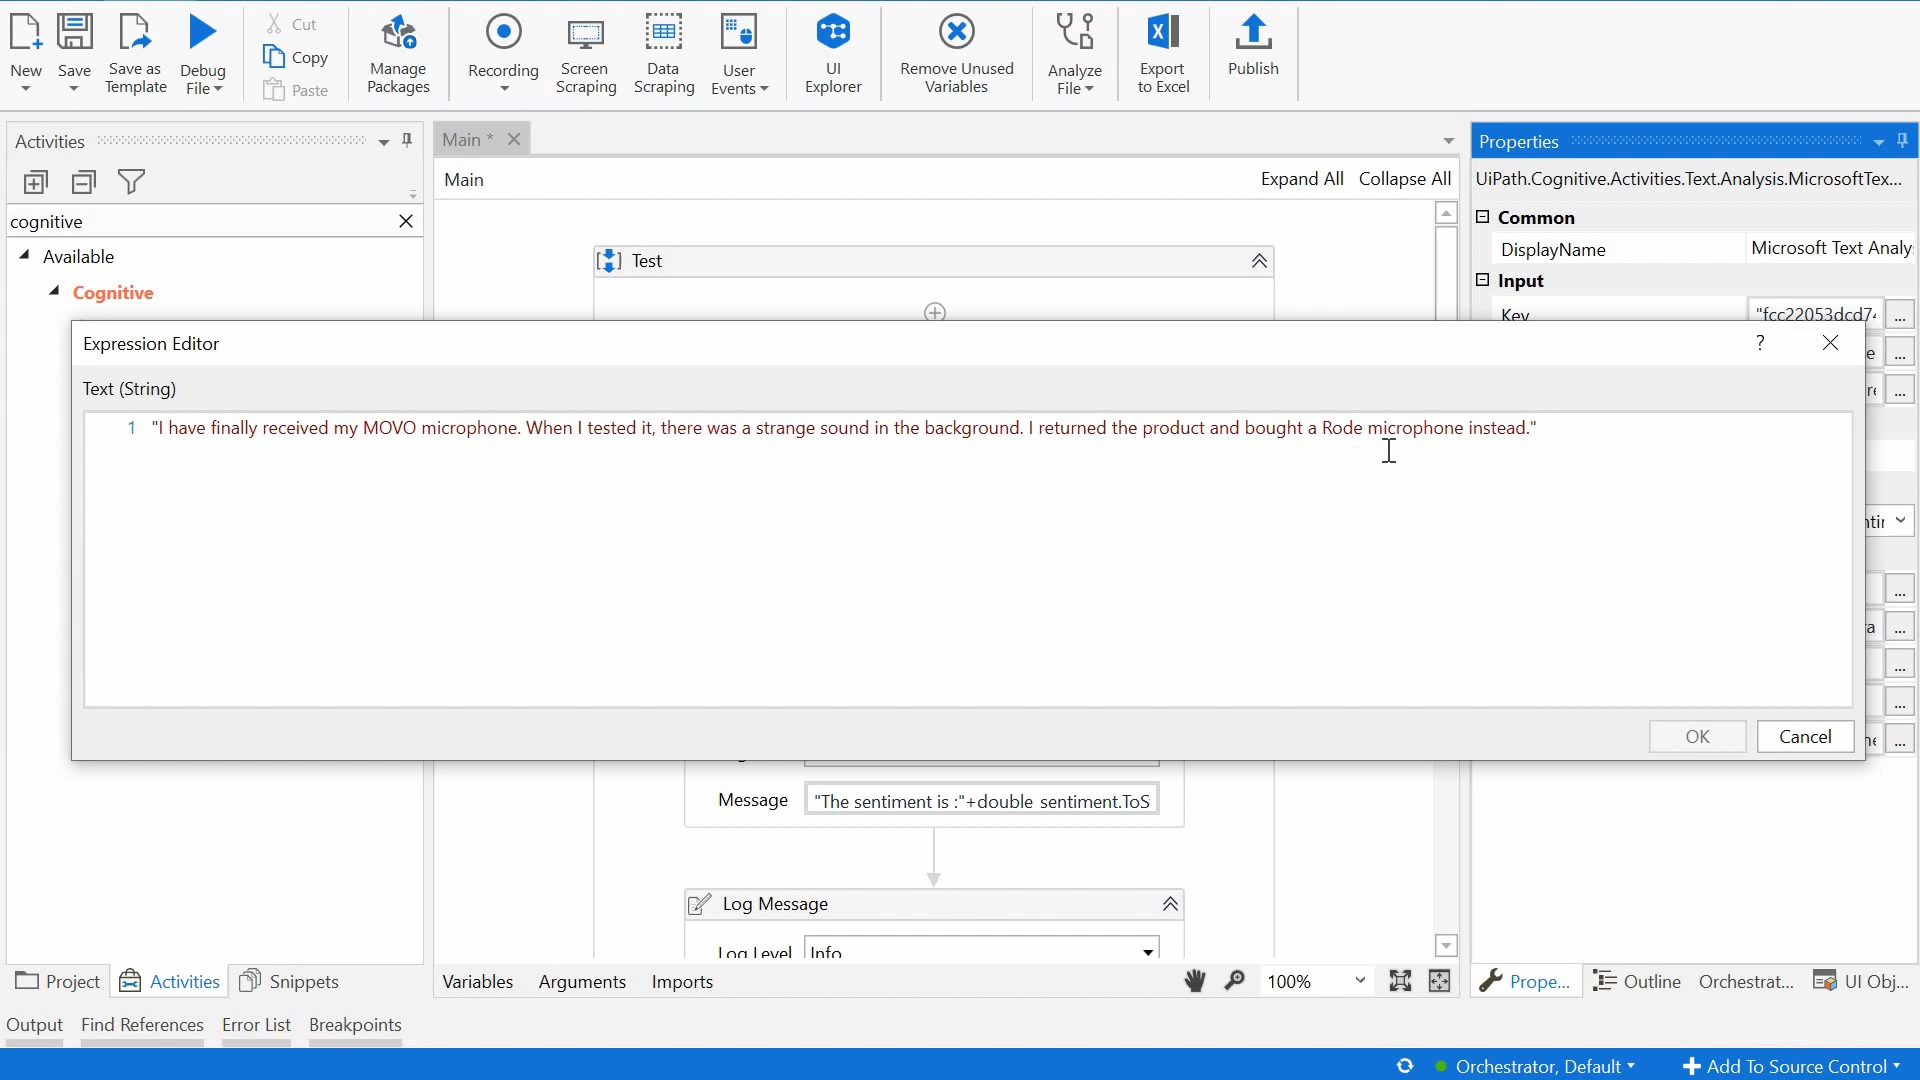 New
Save
Save as
Template
Debug
File
Cut
Copy
Paste
Manage
Packages
Recording
Screen
Scraping
Data
Scraping
User
Events
UI
Explorer
Remove Unused
Variables
Analyze
File
Export
to Excel
Publish
Activities
cognitive
Available
Cognitive
Main *
Main
Expand All
Collapse All
Test
Properties
UiPath.Cognitive.Activities.Text.Analysis.MicrosoftTex...
Common
DisplayName
Microsoft Text Analy
Input
Key
"fcc22053dcd74
...
Expression Editor
?
Text (String)
1
"I have finally received my MOVO microphone. When I tested it, there was a strange sound in the background. I returned the product and bought a Rode microphone instead."
OK
Cancel
...
...
...
...
...
...
...
Message
"The sentiment is :"+double_sentiment.ToS
Log Message
Log Level
Info
Project
Activities
Snippets
Variables
Arguments
Imports
100%
Prope...
Outline
Orchestrat...
UI Obj...
Output
Find References
Error List
Breakpoints
Orchestrator, Default
Add To Source Control